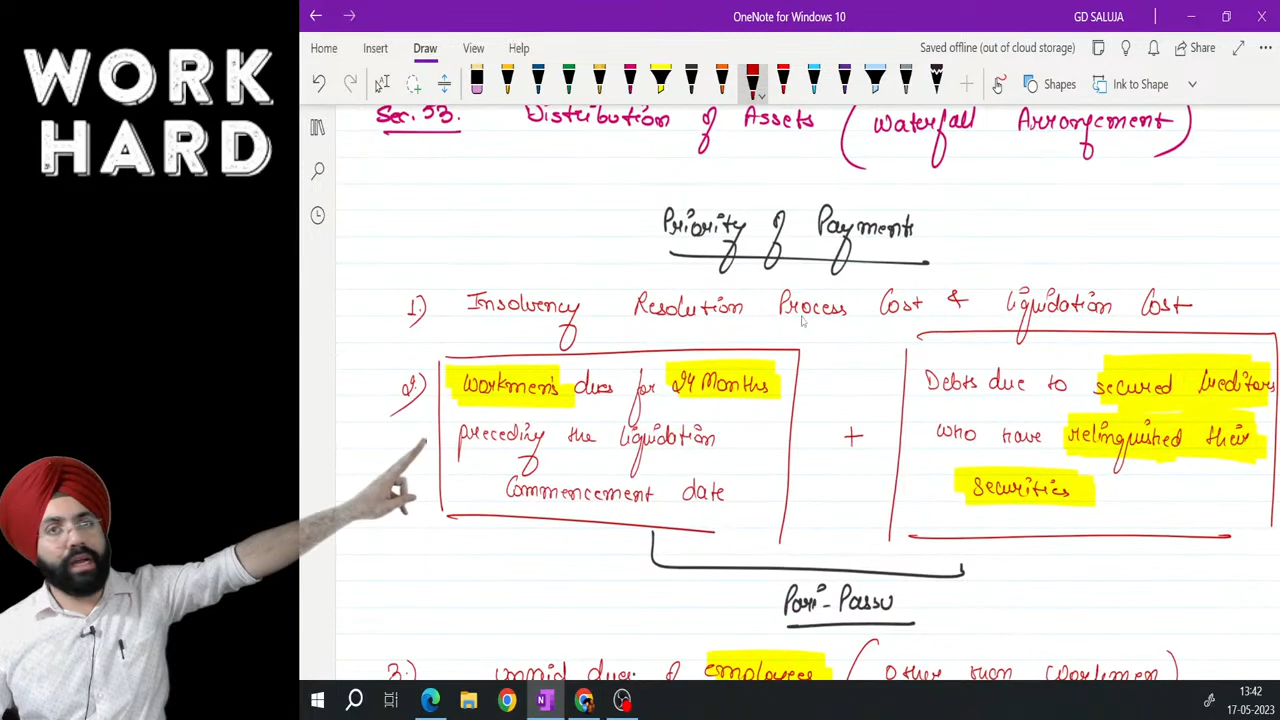 WORK
HARD
OneNote for Windows 10
GD SALUJA
Home
Insert
Draw
View
Help
Saved offline (out of cloud storage)
Share
Shapes
Ink to Shape
Sec. 53. Distribution of Assets (Waterfall Arrangement)
Priority of Payments
1.) Insolvency Resolution Process Cost & Liquidation Cost
2.) Workmen's dues for 24 Months
preceding the liquidation
Commencement date
+
Debts due to secured Creditors
who have relinquished their
securities
Pari-Passu
3.) unpaid dues of employees (other than workmen)
13:42
17-05-2023